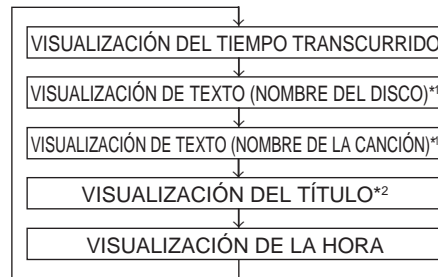 VISUALIZACIÓN DEL TIEMPO TRANSCURRIDO
VISUALIZACIÓN DE TEXTO (NOMBRE DEL DISCO)*1
VISUALIZACIÓN DE TEXTO (NOMBRE DE LA CANCIÓN)*1
VISUALIZACIÓN DEL TÍTULO*2
VISUALIZACIÓN DE LA HORA